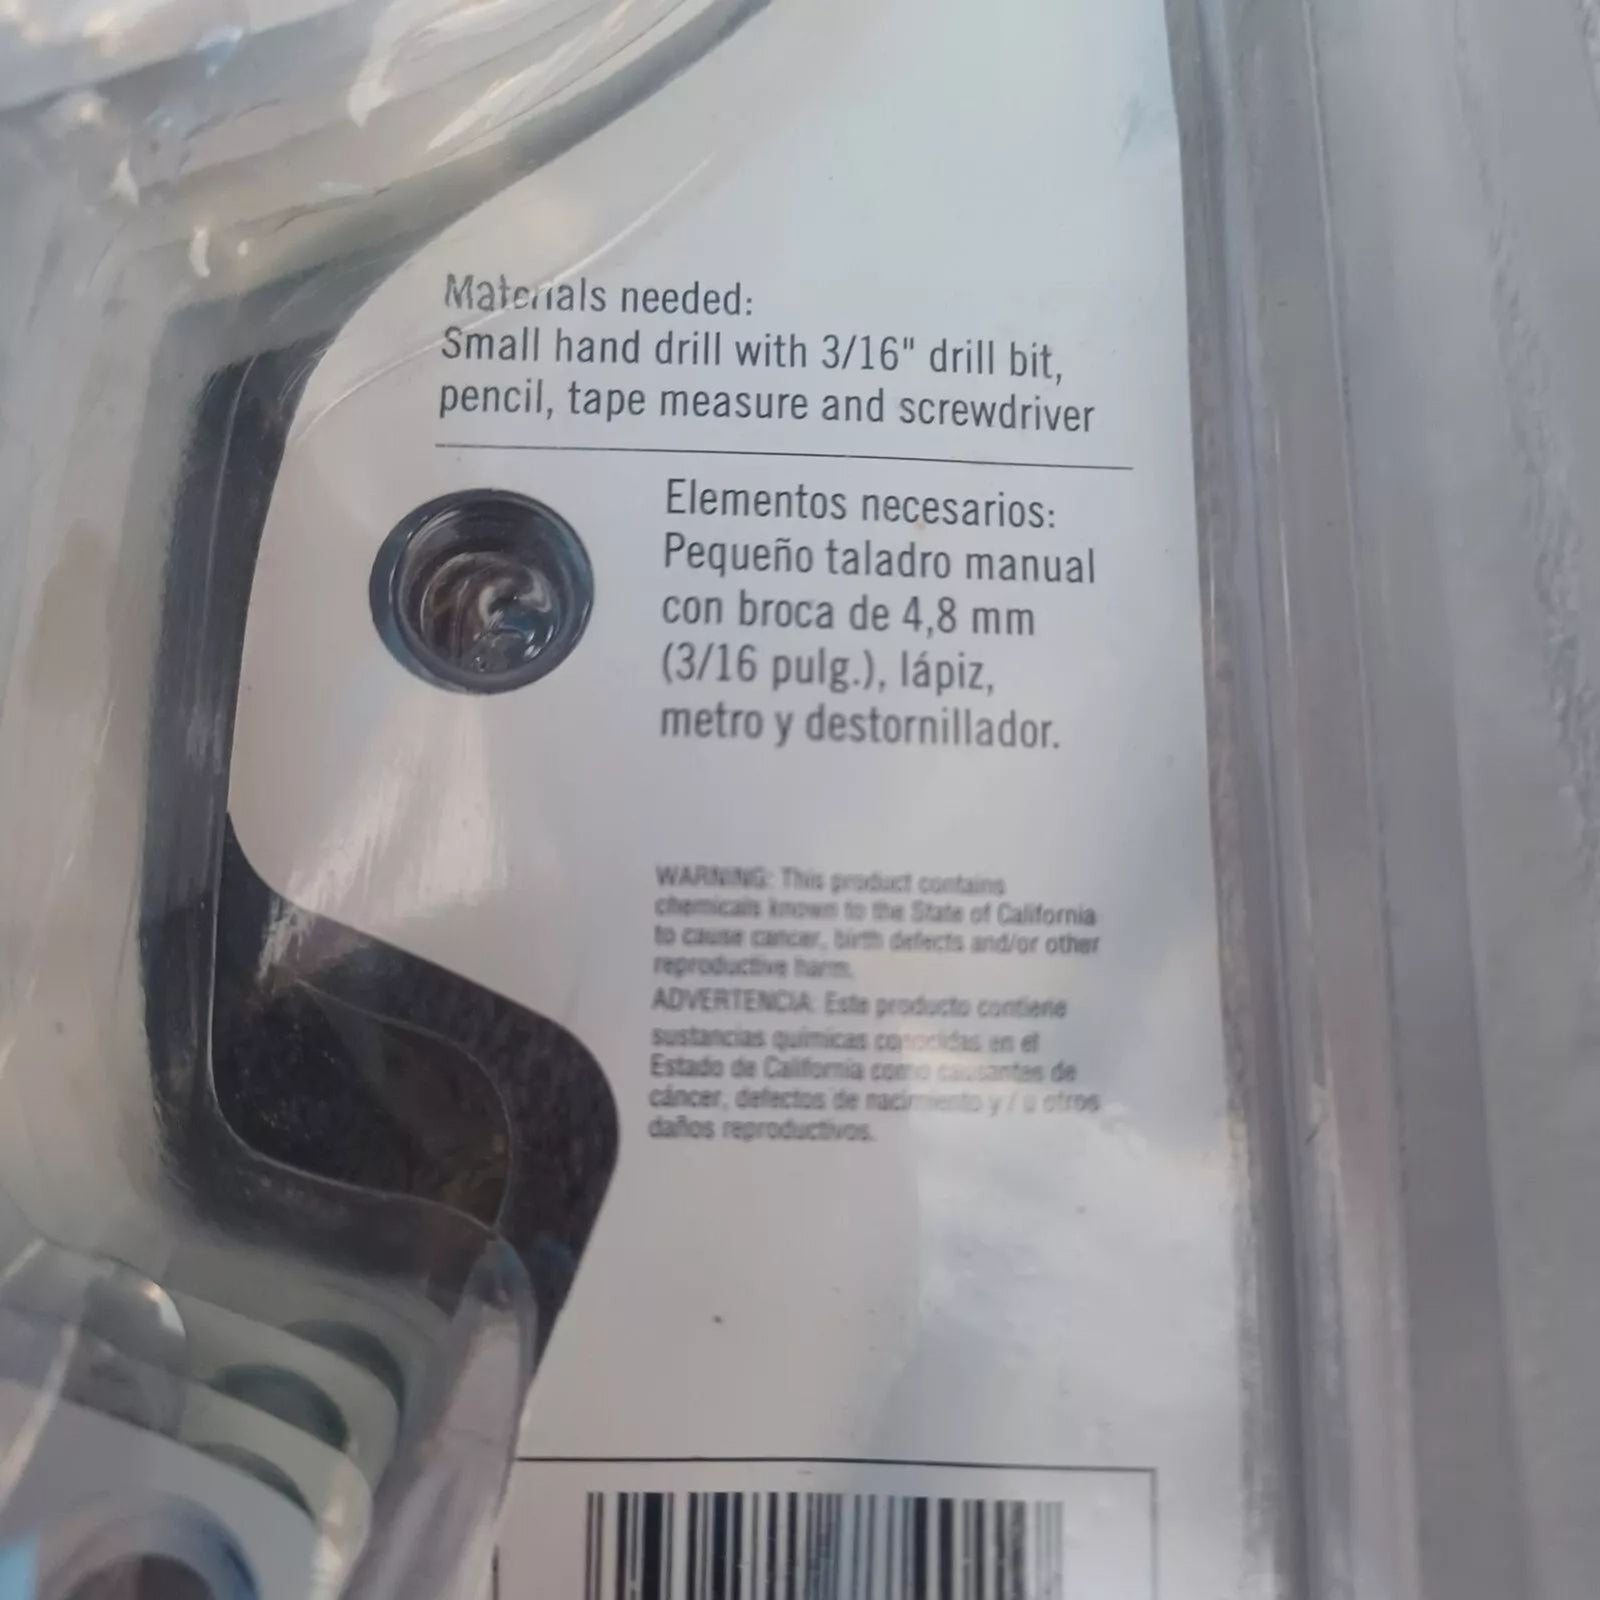 Materials needed:
Small hand drill with 3/16" drill bit,
pencil, tape measure and screwdriver
Elementos necesarios:
Pequeño taladro manual
con broca de 4,8 mm
(3/16 pulg.), lápiz,
metro y destornillador.
WARNING: This product contains
chemicals known to the State of California
to cause cancer, birth defects and/or other
reproductive harm.
ADVERTENCIA: Este producto contiene
sustancias químicas conocidas en el
Estado de California como causantes de
cáncer, defectos de nacimiento y / u otros
daños reproductivos.